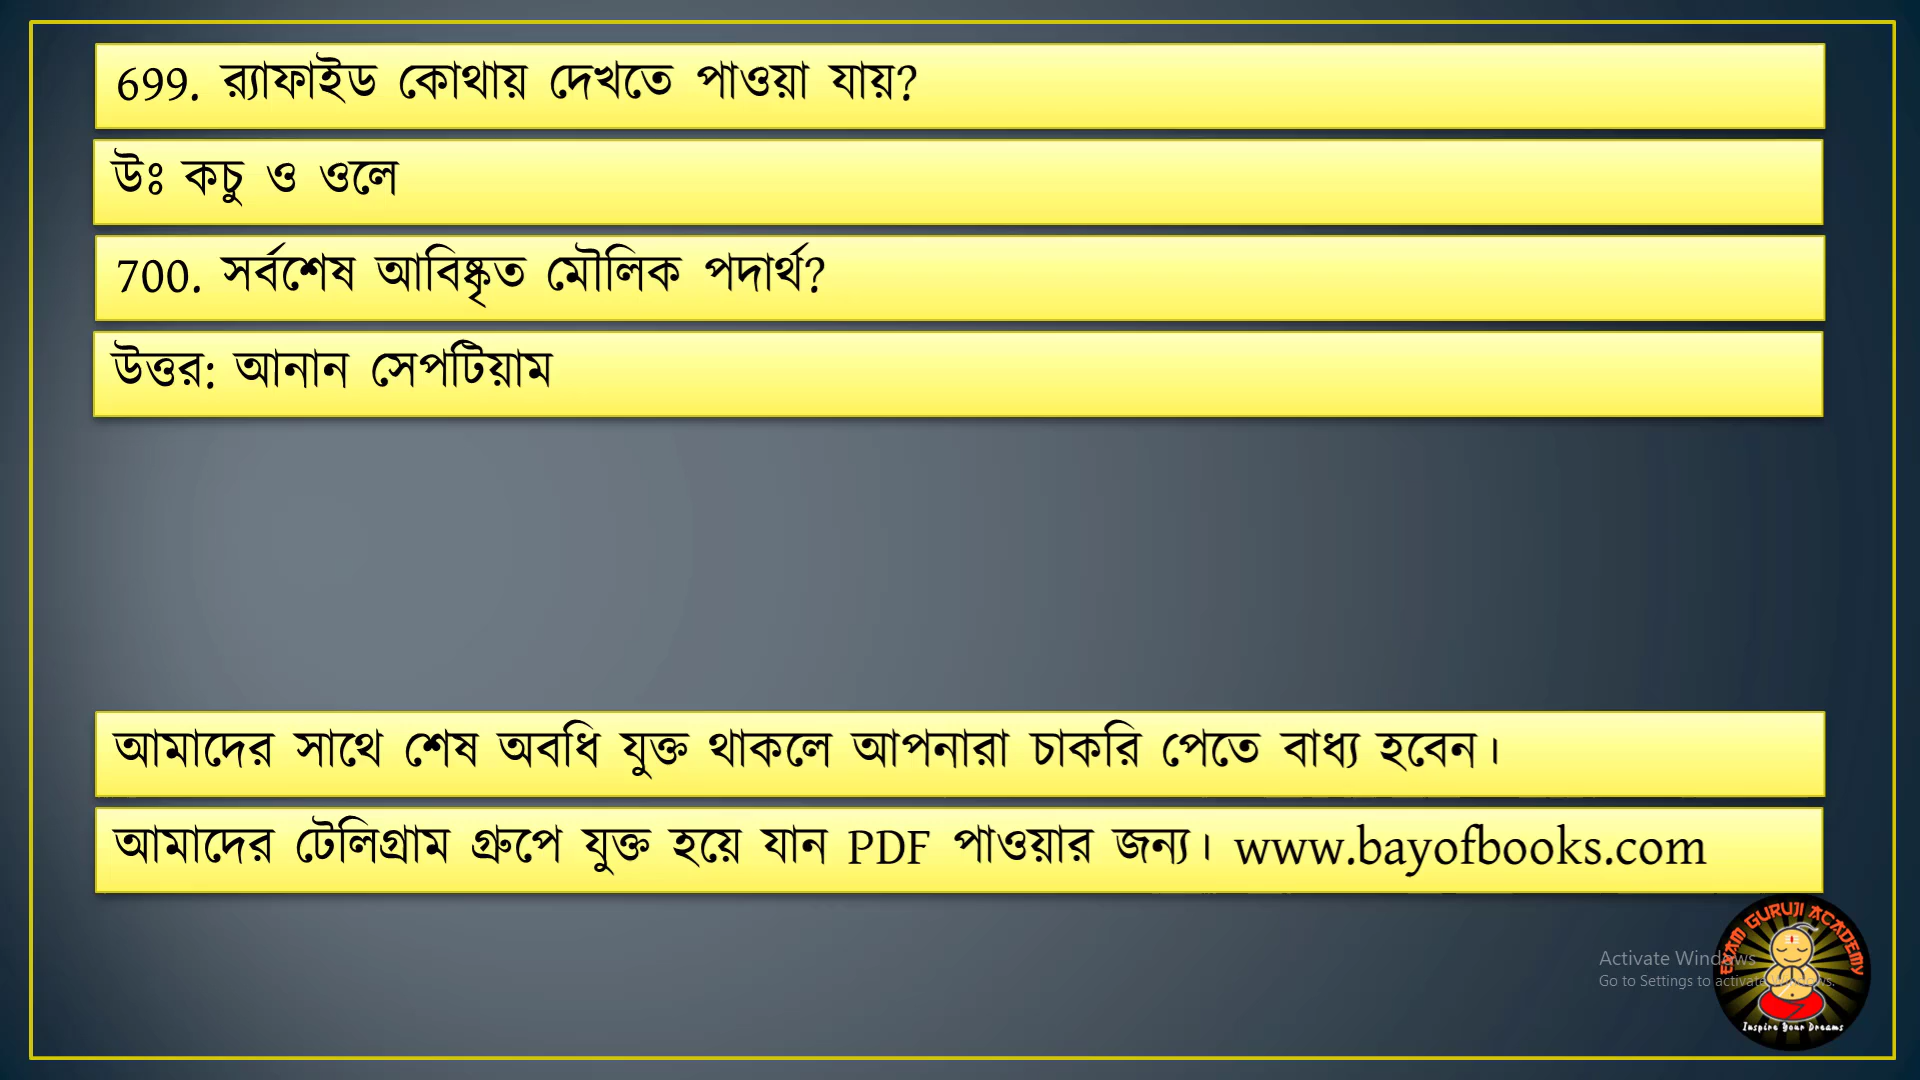 699. র‍্যাফাইড কোথায় দেখতে পাওয়া যায়?
উঃ কচু ও ওলে
700. সর্বশেষ আবিষ্কৃত মৌলিক পদার্থ?
উত্তর: আনান সেপটিয়াম
আমাদের সাথে শেষ অবধি যুক্ত থাকলে আপনারা চাকরি পেতে বাধ্য হবেন।
আমাদের টেলিগ্রাম গ্রুপে যুক্ত হয়ে যান PDF পাওয়ার জন্য। www.bayofbooks.com
EXAM GURUJI ACADEMY
Activate Windows
Go to Settings to activate Windows.
Inspire Your Dreams